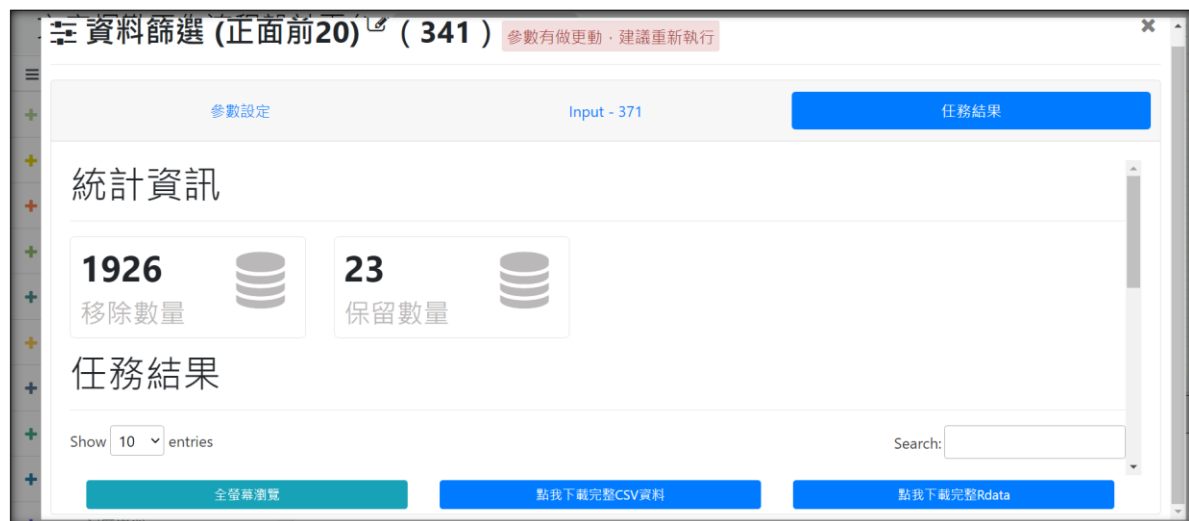 資料篩選 (正面前20) ( 341 ) 參數有做更動,建議重新執行
參數設定 Input - 371 任務結果
統計資訊
1926 23
移除數量 保留數量
任務結果
Show 10 entries Search:
全螢幕瀏覽 點我下載完整CSV資料 點我下載完整Rdata